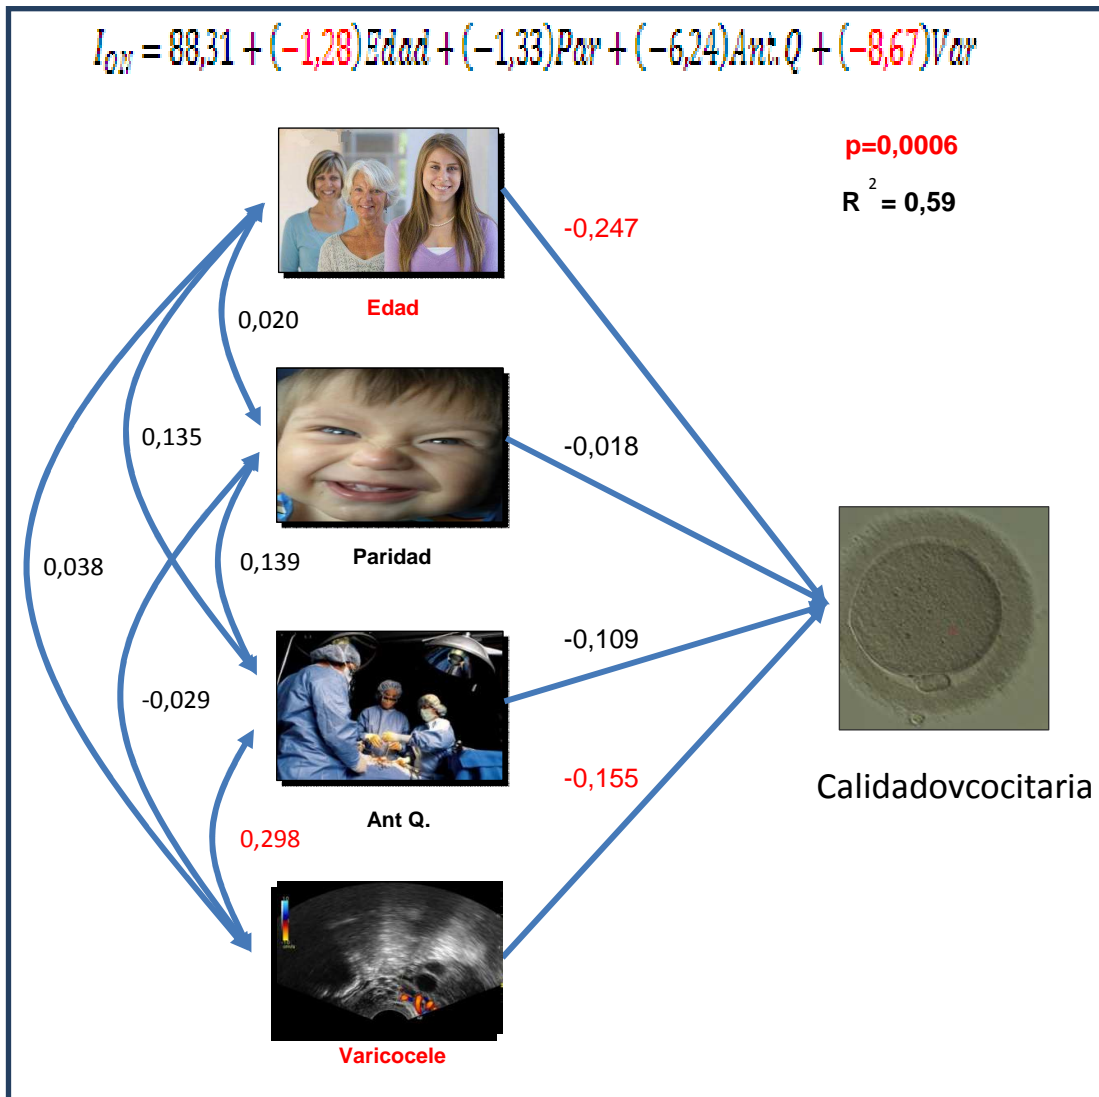 I_ON = 88,31 + (−1,28)Edad + (−1,33)Par + (−6,24)Ant.Q + (−8,67)Var
p=0,0006
R² = 0,59
-0,247
Edad
0,020
0,135
-0,018
Paridad
0,038
0,139
-0,109
-0,029
-0,155
Calidadovcocitaria
Ant Q.
0,298
Varicocele